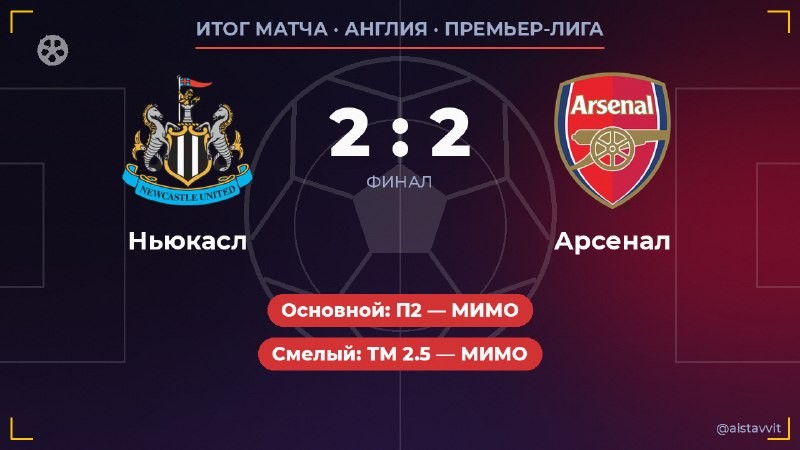 ИТОГ МАТЧА · АНГЛИЯ · ПРЕМЬЕР-ЛИГА
NEWCASTLE UNITED
Arsenal
2 : 2
ФИНАЛ
Ньюкасл
Арсенал
Основной: П2 — МИМО
Смелый: ТМ 2.5 — МИМО
@aistavvit